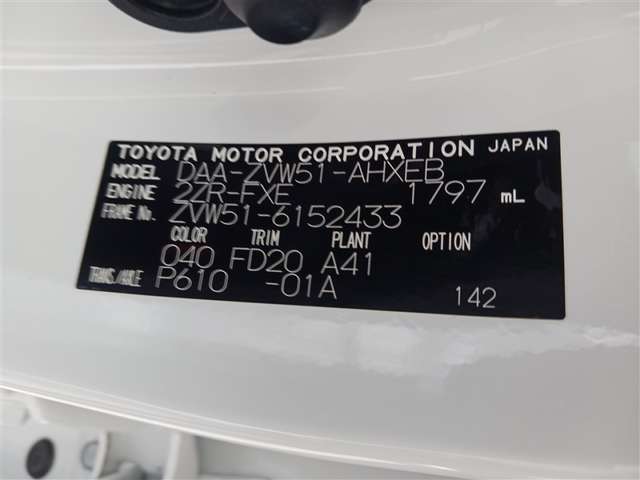 TOYOTA MOTOR CORPORATION JAPAN
MODEL DAA-ZVW51-AHXEB
ENGINE 2ZR-FXE 1797 mL
FRAME No. ZVW51-6152433
COLOR TRIM PLANT OPTION
040 FD20 A41
TRANS./AXLE P610 -01A 142